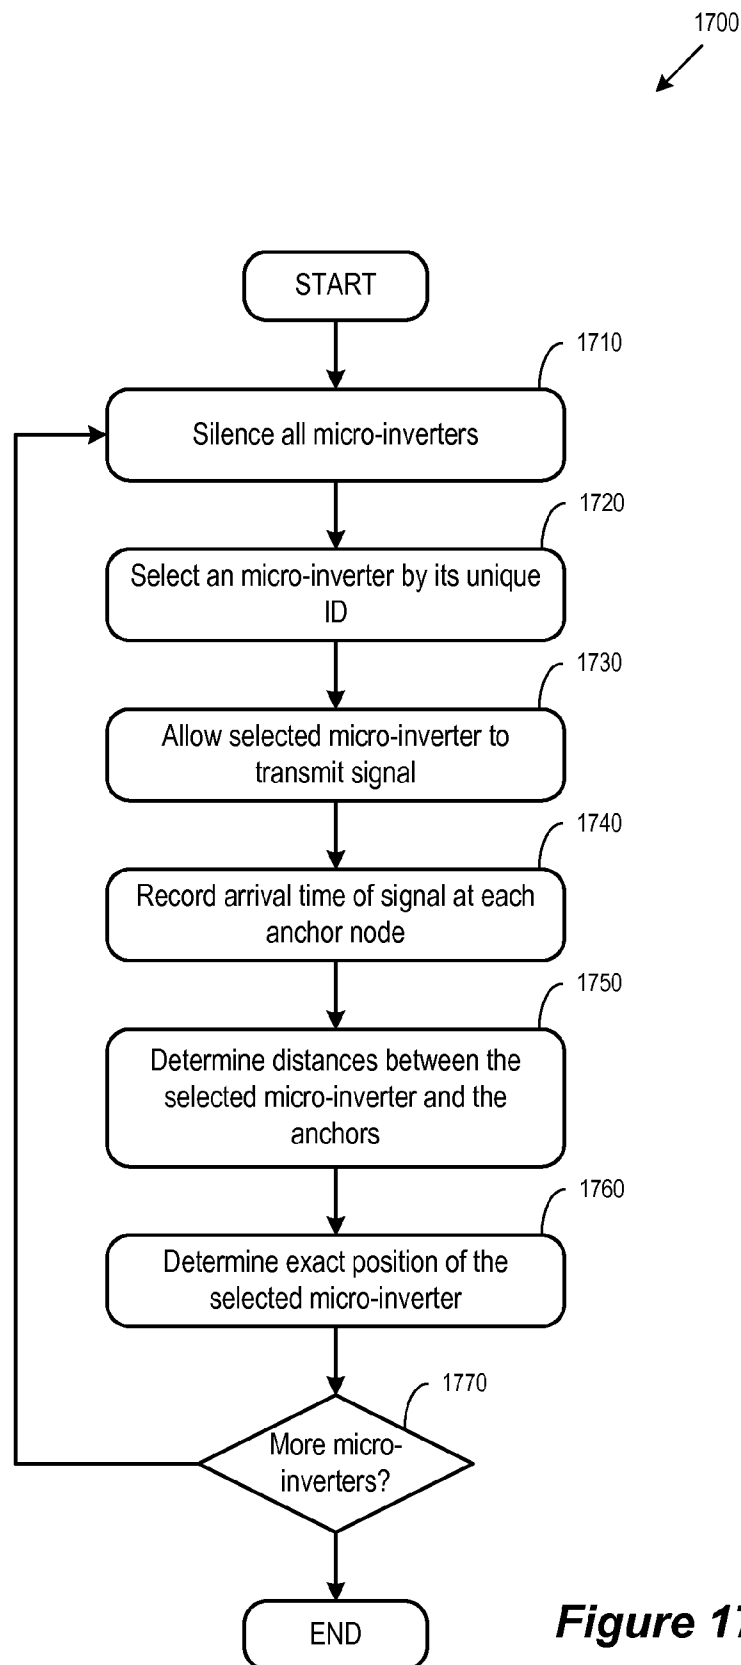 1700
START
1710
Silence all micro-inverters
1720
Select an micro-inverter by its unique
ID
1730
Allow selected micro-inverter to
transmit signal
1740
Record arrival time of signal at each
anchor node
1750
Determine distances between the
selected micro-inverter and the
anchors
1760
Determine exact position of the
selected micro-inverter
1770
More micro-
inverters?
END
Figure 17